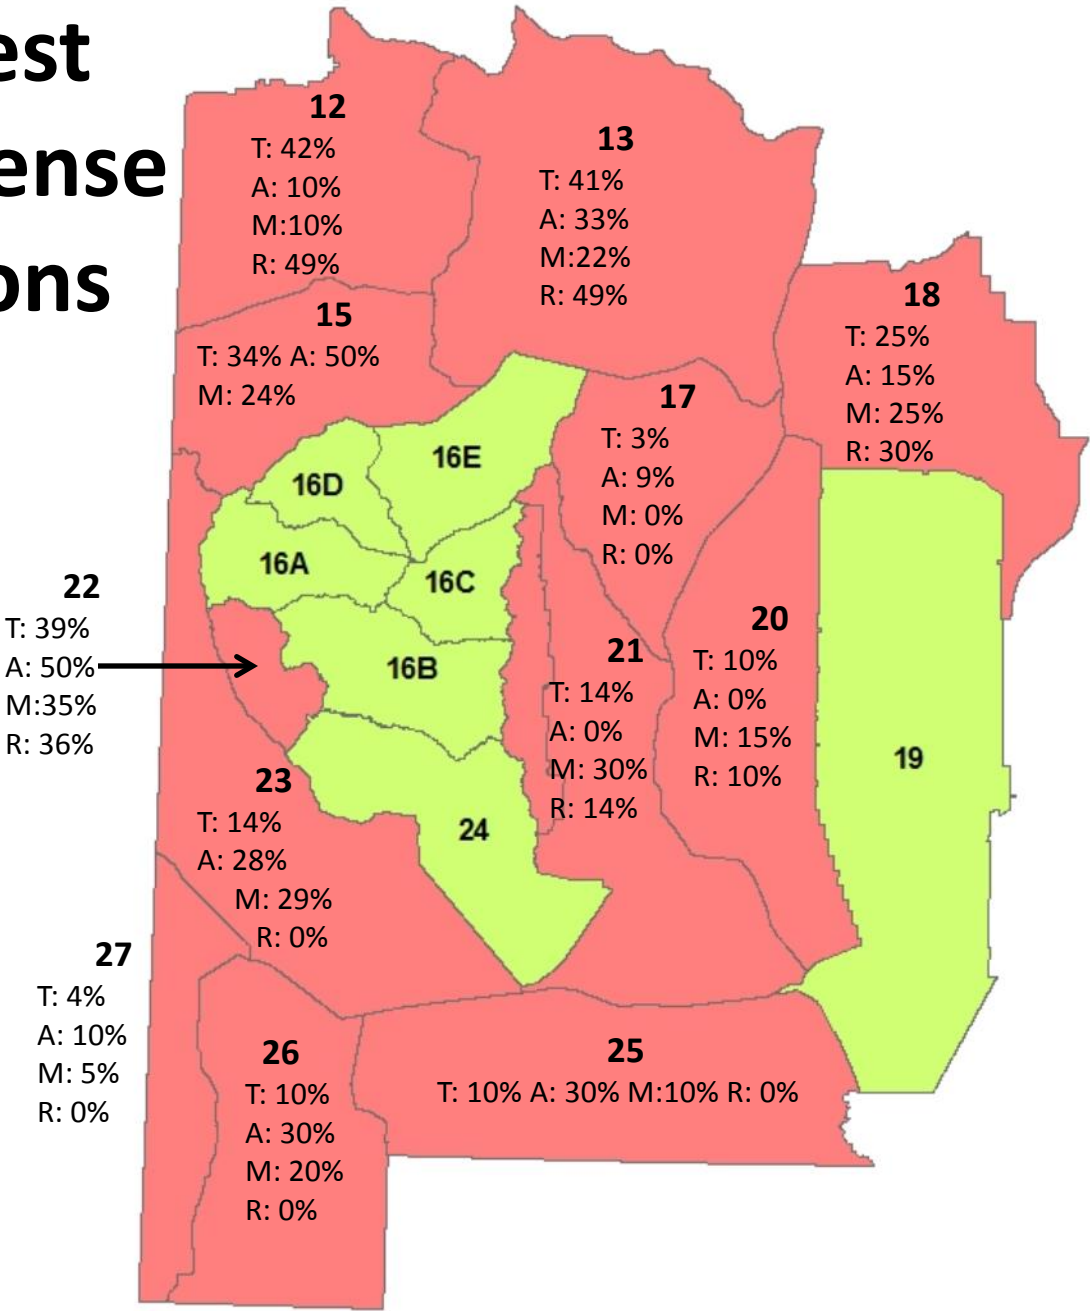 est
ense
ons
12
T: 42%
A: 10%
M:10%
R: 49%
13
T: 41%
A: 33%
M:22%
R: 49%
15
T: 34% A: 50%
M: 24%
18
T: 25%
A: 15%
M: 25%
R: 30%
17
T: 3%
A: 9%
M: 0%
R: 0%
16E
16D
16A
16C
16B
22
T: 39%
A: 50%
M:35%
R: 36%
21
T: 14%
A: 0%
M: 30%
R: 14%
20
T: 10%
A: 0%
M: 15%
R: 10%
19
23
T: 14%
A: 28%
M: 29%
R: 0%
24
27
T: 4%
A: 10%
M: 5%
R: 0%
26
T: 10%
A: 30%
M: 20%
R: 0%
25
T: 10% A: 30% M:10% R: 0%